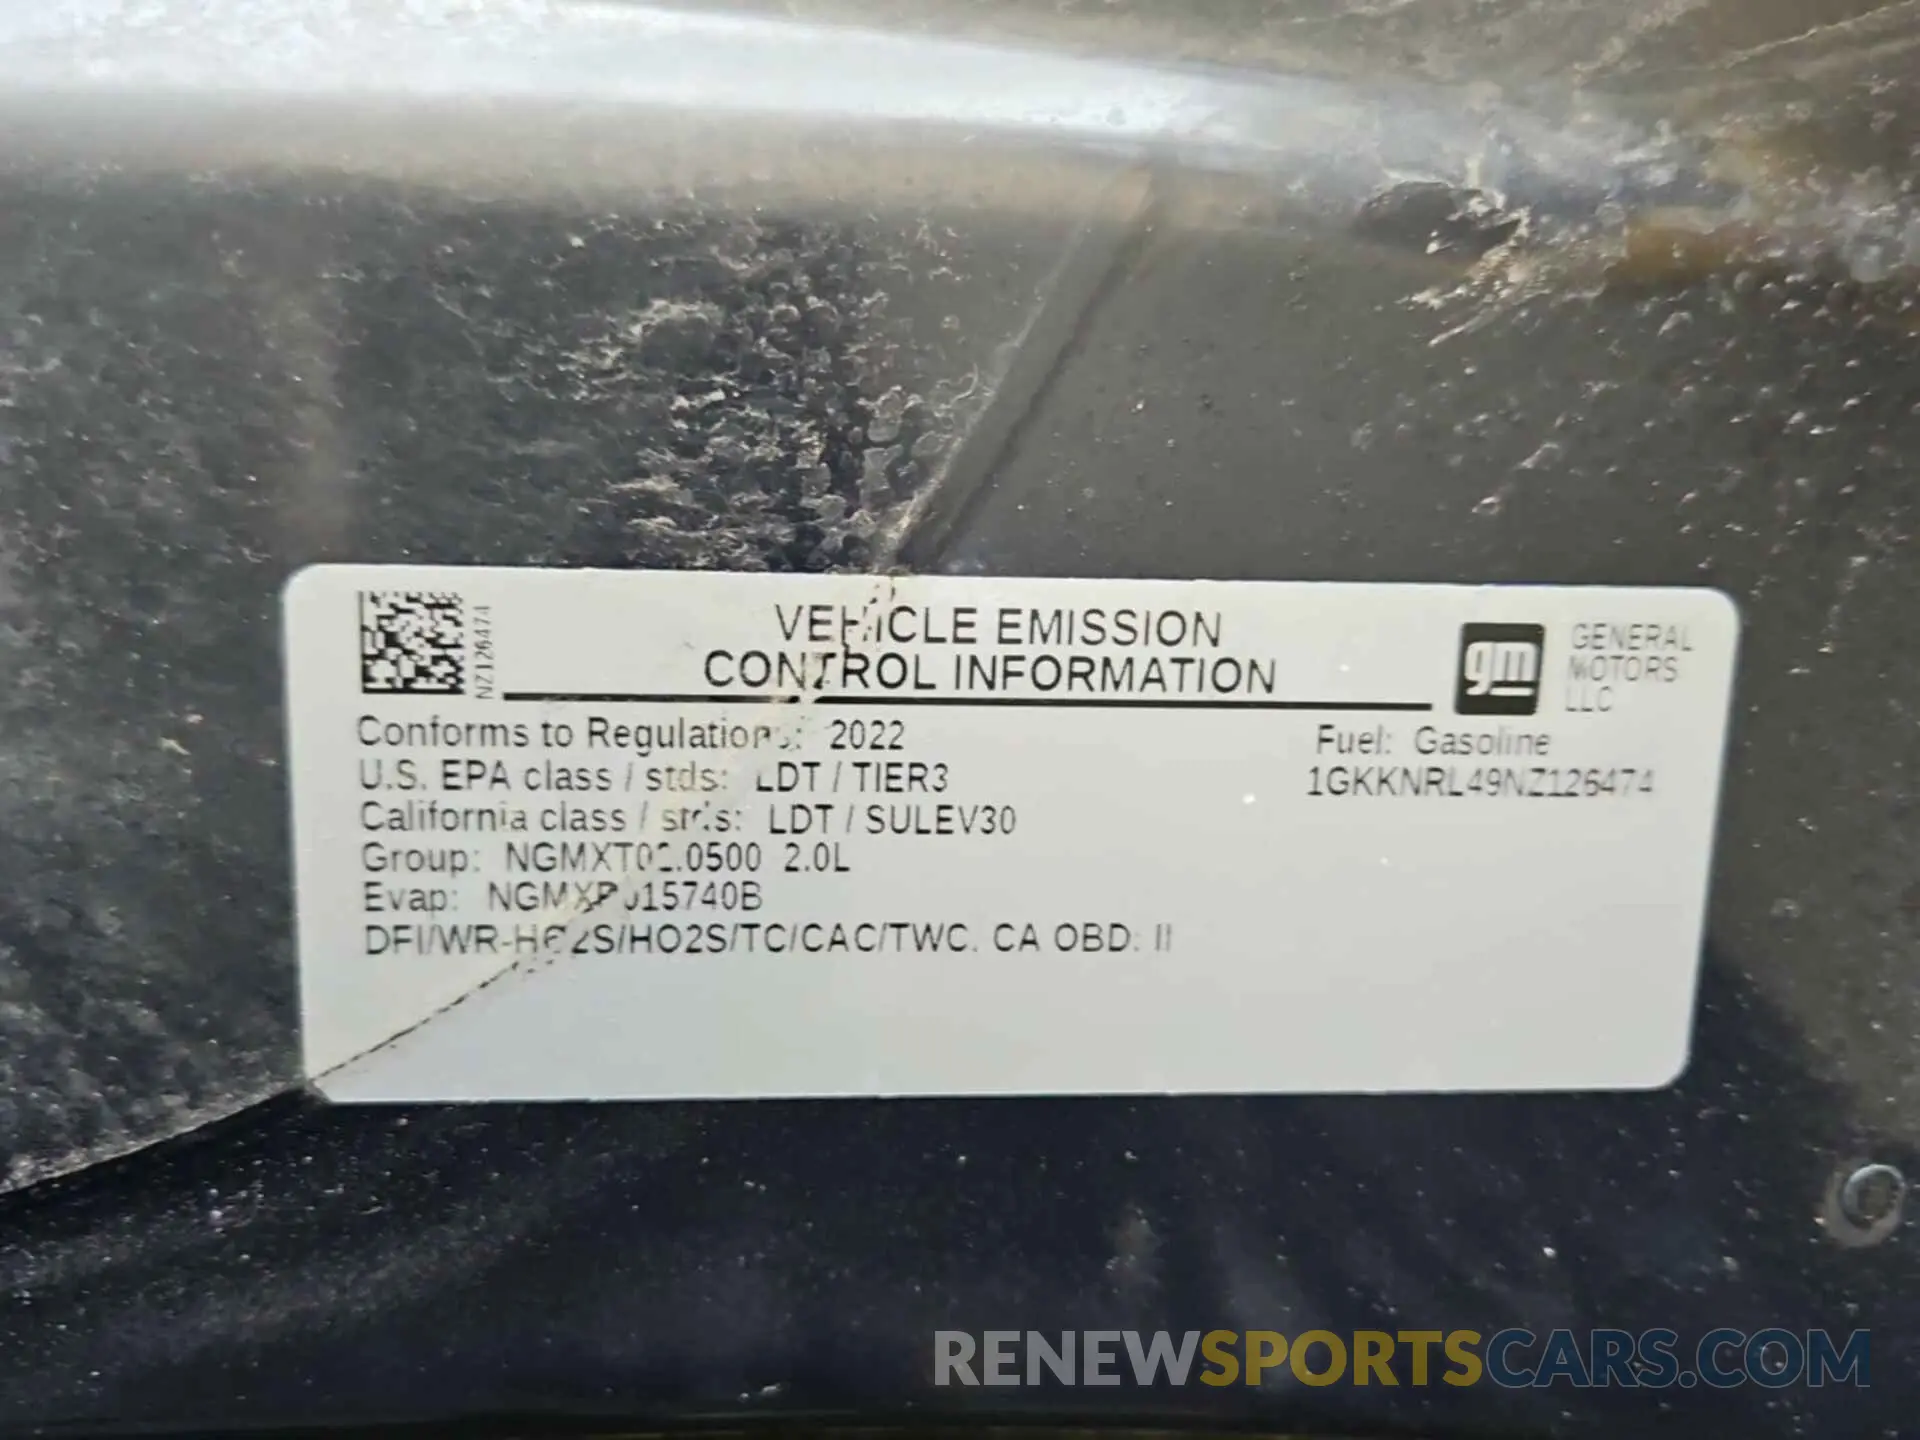 NZ126474
VEHICLE EMISSION
CONTROL INFORMATION
gm
GENERAL
MOTORS
LLC
Conforms to Regulations: 2022
Fuel: Gasoline
U.S. EPA class / stds: LDT / TIER3
1GKKNRL49NZ126474
California class / stds: LDT / SULEV30
Group: NGMXT02.0500 2.0L
Evap: 
DFI/WR-HO2S/HO2S/TC/CAC/TWC. CA OBD: II
RENEWSPORTSCARS.COM